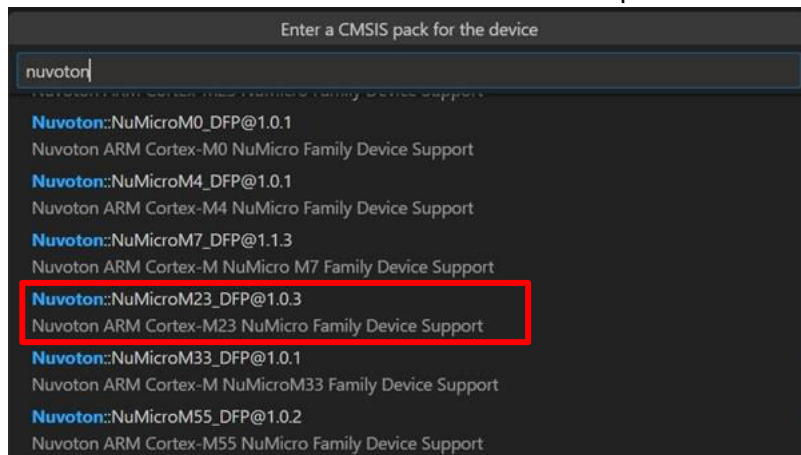 Enter a CMSIS pack for the device
nuvoton
Nuvoton::NuMicroM0_DFP@1.0.1
Nuvoton ARM Cortex-M0 NuMicro Family Device Support
Nuvoton::NuMicroM4_DFP@1.0.1
Nuvoton ARM Cortex-M4 NuMicro Family Device Support
Nuvoton::NuMicroM7_DFP@1.1.3
Nuvoton ARM Cortex-M NuMicro M7 Family Device Support
Nuvoton::NuMicroM23_DFP@1.0.3
Nuvoton ARM Cortex-M23 NuMicro Family Device Support
Nuvoton::NuMicroM33_DFP@1.0.1
Nuvoton ARM Cortex-M NuMicroM33 Family Device Support
Nuvoton::NuMicroM55_DFP@1.0.2
Nuvoton ARM Cortex-M55 NuMicro Family Device Support